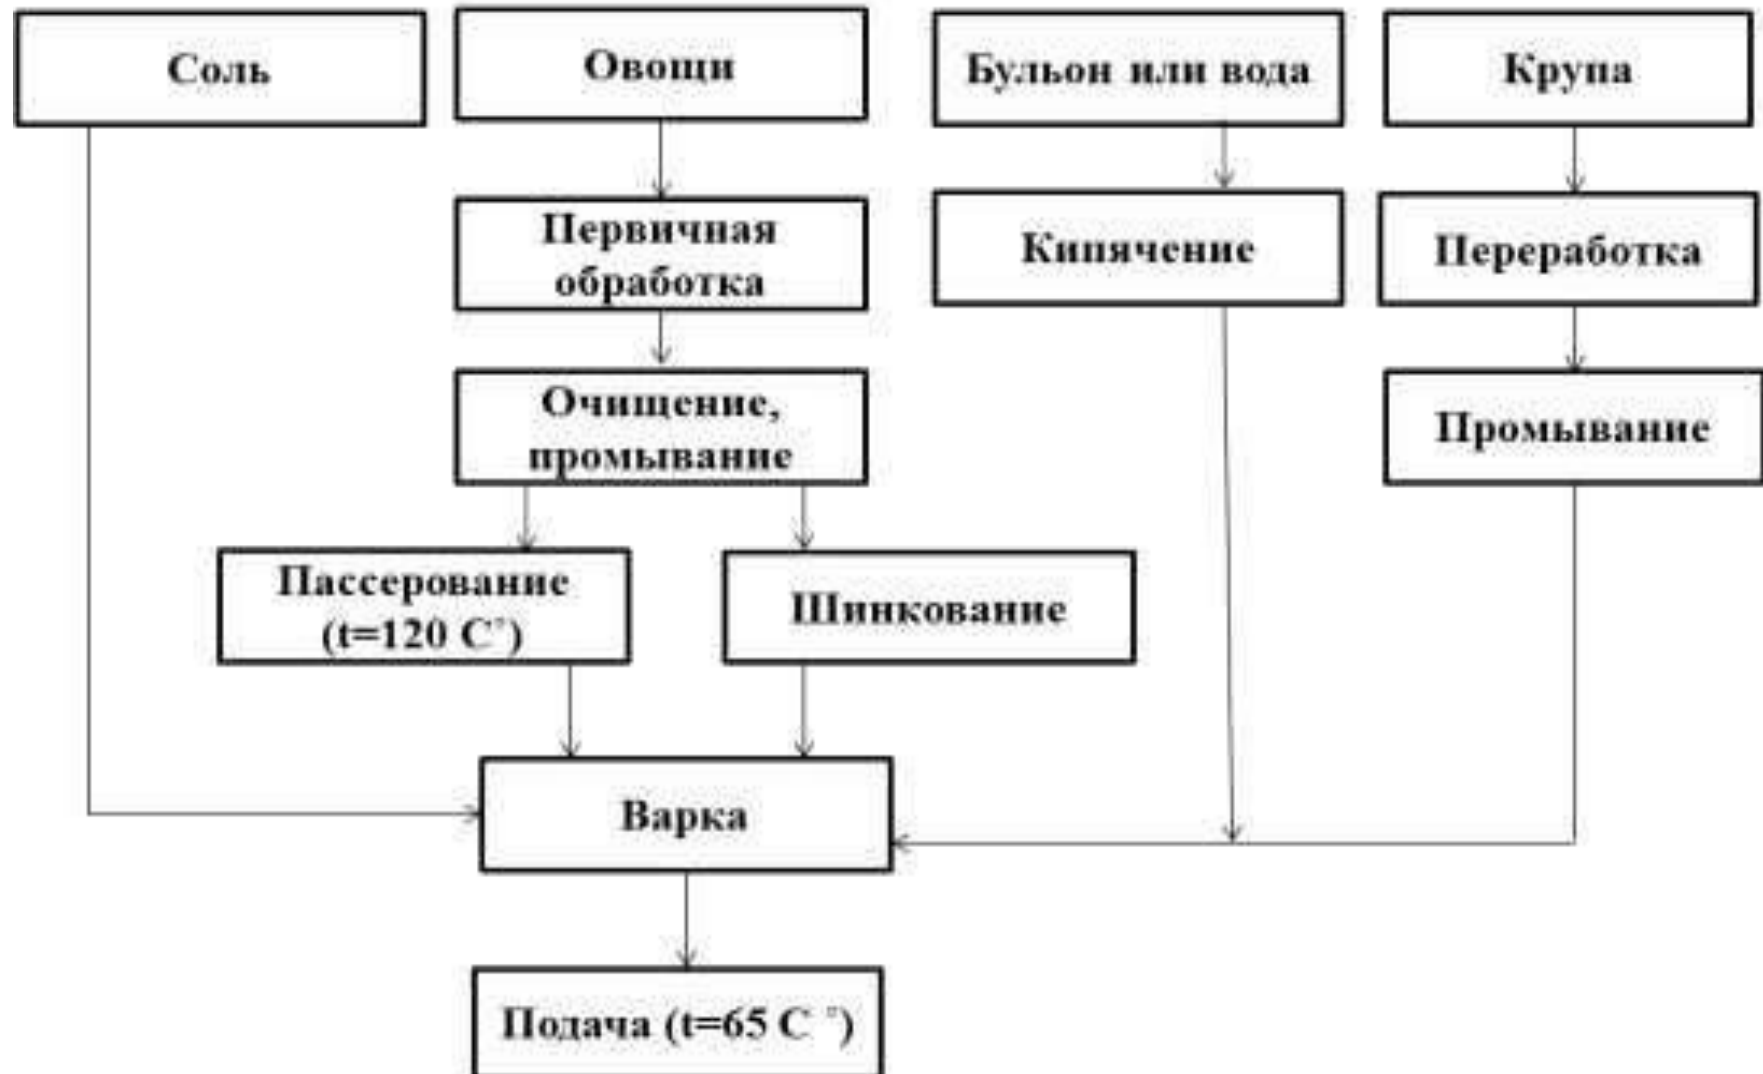 Соль
Овощи
Бульон или вода
Крупа
Первичная
обработка
Кипячение
Переработка
Очищение,
промывание
Промывание
Пассерование
(t=120 C°)
Шинкование
Варка
Подача (t=65 C °)